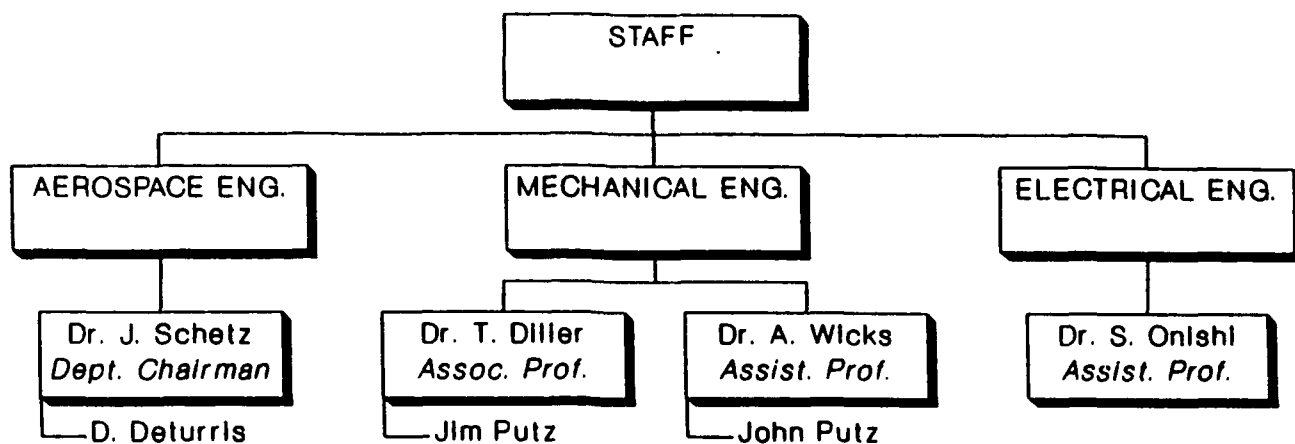 STAFF
AEROSPACE ENG.
MECHANICAL ENG.
ELECTRICAL ENG.
Dr. J. Schetz
Dept. Chairman
D. Deturris
Dr. T. Diller
Assoc. Prof.
Jim Putz
Dr. A. Wicks
Assist. Prof.
John Putz
Dr. S. Onishi
Assist. Prof.